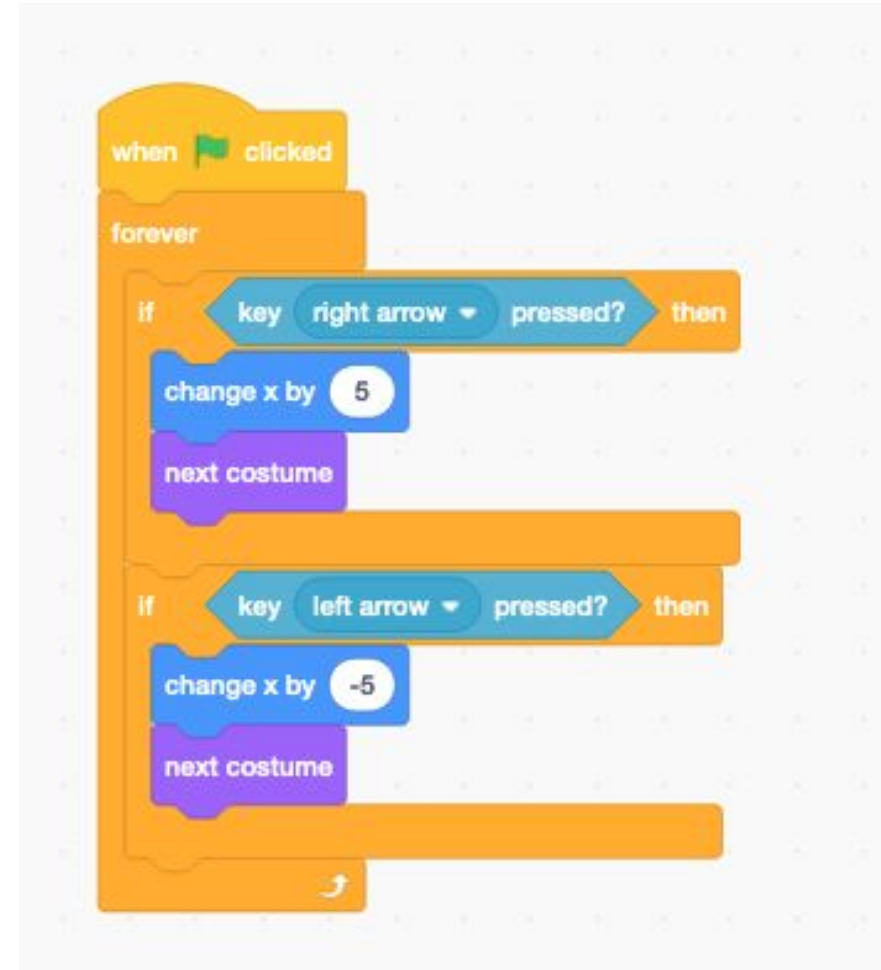 when clicked
forever
if key right arrow pressed? then
change x by 5
next costume
if key left arrow pressed? then
change x by -5
next costume